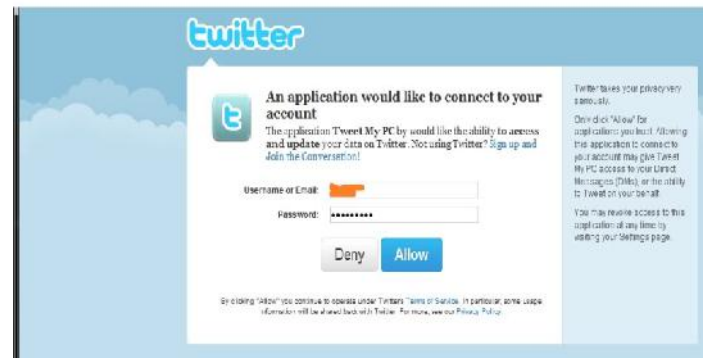 twitter
An application would like to connect to your
account
The application Tweet My PC by would like the ability to access
and update your data on Twitter. Not using Twitter? Sign up and
Join the Conversation!
Username or Email:
Password:
Deny
Allow
By clicking "Allow" you continue to operate under Twitter's Terms of Service. In particular, some usage
information will be shared back with Twitter. For more, see our Privacy Policy.
Twitter takes your privacy very
seriously.
Only click "Allow" for
applications you trust. Allowing
this application to connect to
your account may give Tweet
My PC access to your Direct
Messages (DMs), or the ability
to Tweet on your behalf.
You may revoke access to this
application at any time by
visiting your Settings page.